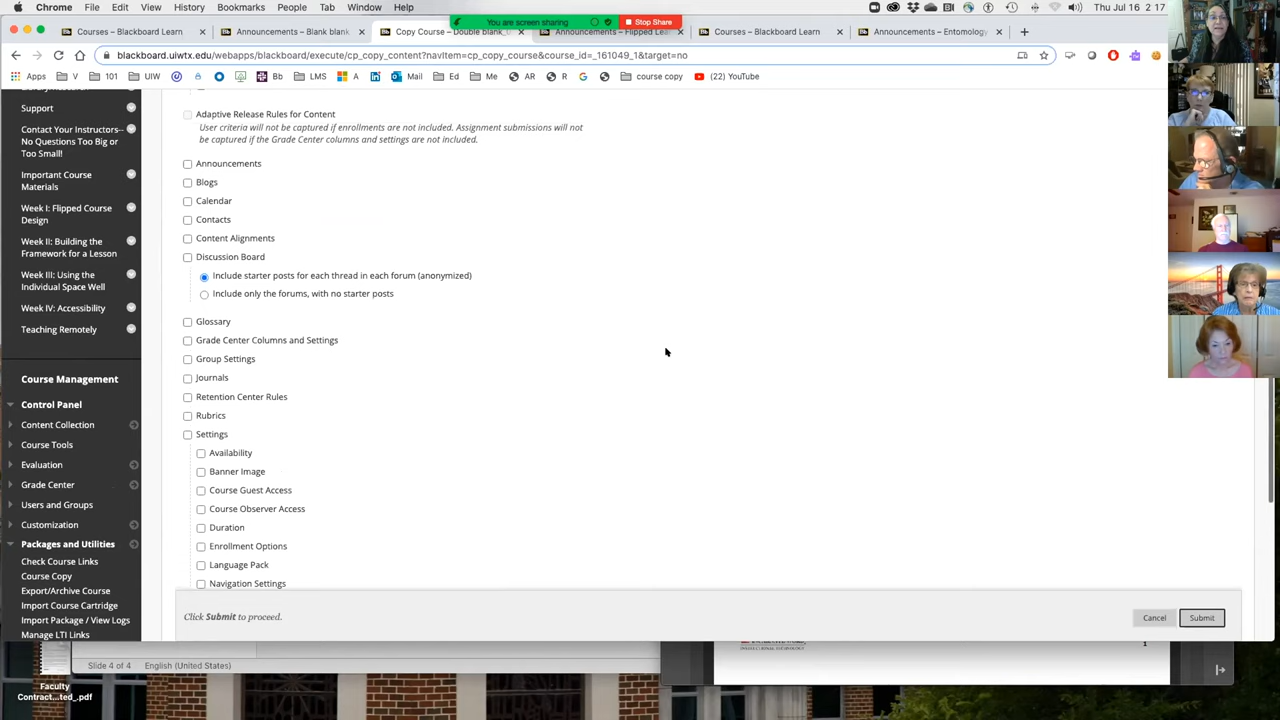 Chrome File Edit View History Bookmarks People Tab Window Help
Thu Jul 16 2 17
You are screen sharing
Stop Share
Courses – Blackboard Learn
Announcements – Blank blank
Copy Course – Double blank_0
Announcements – Flipped Lea
Courses – Blackboard Learn
Announcements – Entomology
blackboard.uiwtx.edu/webapps/blackboard/execute/cp_copy_content?navItem=cp_copy_course&course_id=_161049_1&target=no
Apps V 101 UIW LMS A Bb Mail Ed Me AR R course copy (22) YouTube
Support
Contact Your Instructors--
No Questions Too Big or
Too Small!
Important Course
Materials
Week I: Flipped Course
Design
Week II: Building the
Framework for a Lesson
Week III: Using the
Individual Space Well
Week IV: Accessibility
Teaching Remotely
Course Management
Control Panel
Content Collection
Course Tools
Evaluation
Grade Center
Users and Groups
Customization
Packages and Utilities
Check Course Links
Course Copy
Export/Archive Course
Import Course Cartridge
Import Package / View Logs
Manage LTI Links
Adaptive Release Rules for Content
User criteria will not be captured if enrollments are not included. Assignment submissions will not
be captured if the Grade Center columns and settings are not included.
Announcements
Blogs
Calendar
Contacts
Content Alignments
Discussion Board
Include starter posts for each thread in each forum (anonymized)
Include only the forums, with no starter posts
Glossary
Grade Center Columns and Settings
Group Settings
Journals
Retention Center Rules
Rubrics
Settings
Availability
Banner Image
Course Guest Access
Course Observer Access
Duration
Enrollment Options
Language Pack
Navigation Settings
Click Submit to proceed.
Cancel
Submit
Slide 4 of 4
English (United States)
1
Faculty
Contract...ted_.pdf